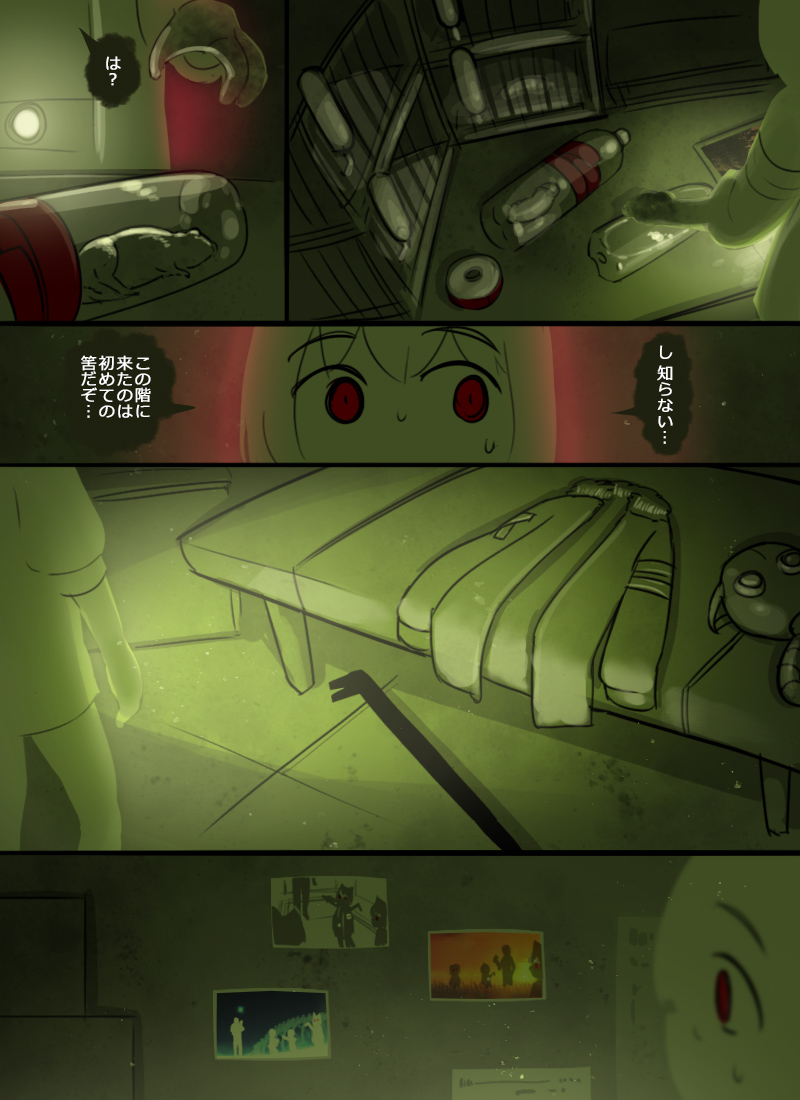 は？
し知らない…
この階に
来たのは
初めての
筈だぞ…